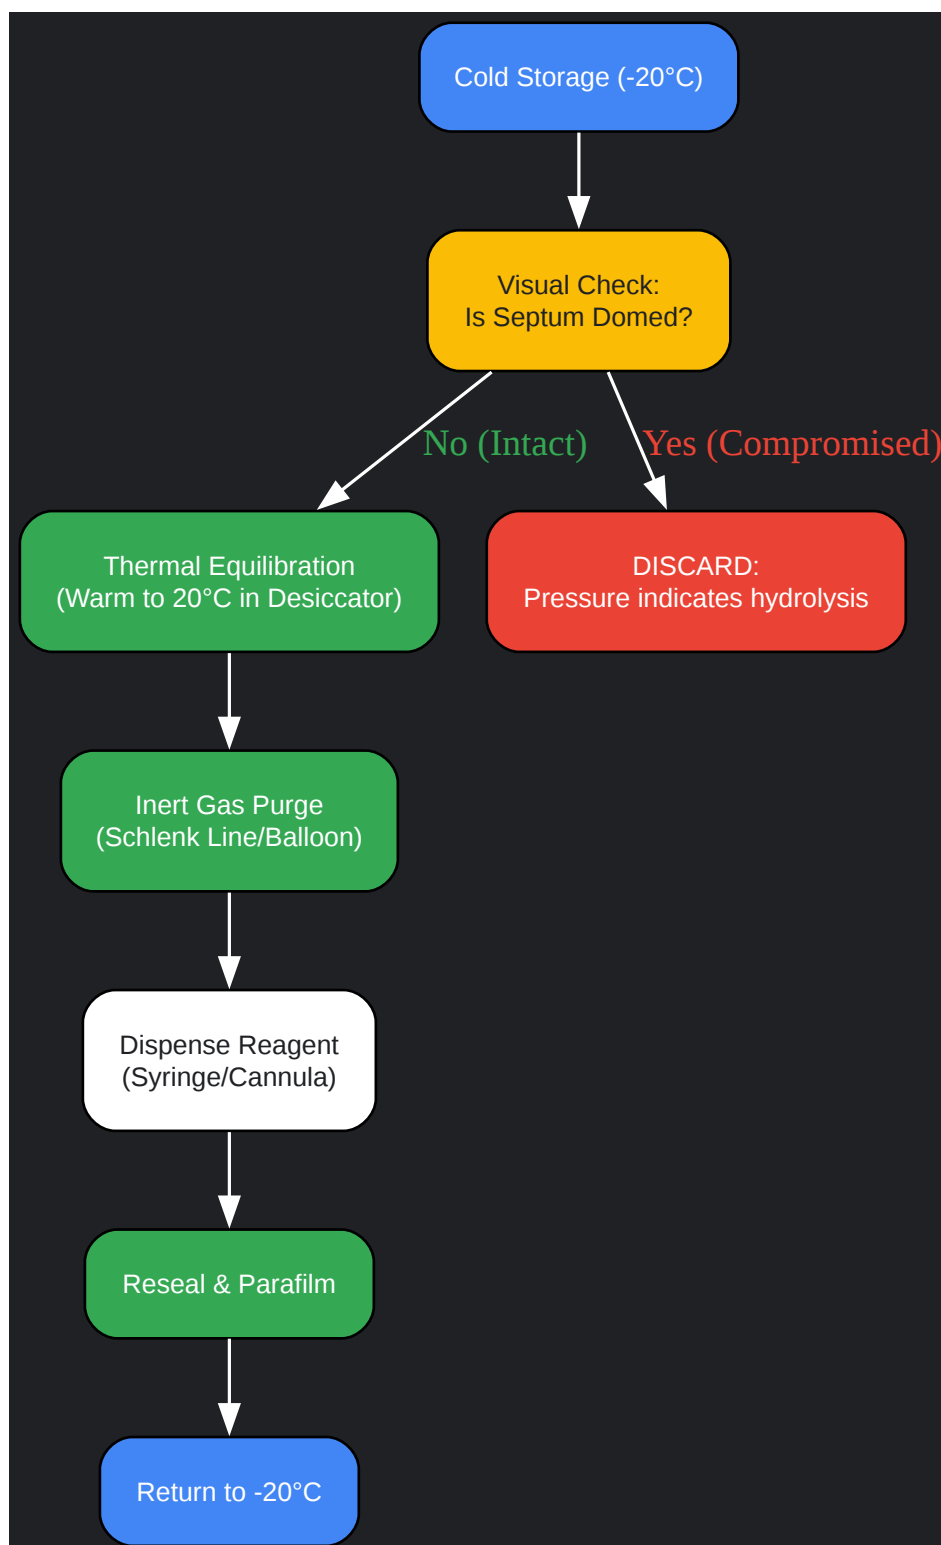 Cold Storage (-20°C)
Visual Check:
Is Septum Domed?
No (Intact)
Yes (Compromised)
Thermal Equilibration
(Warm to 20°C in Desiccator)
DISCARD:
Pressure indicates hydrolysis
Inert Gas Purge
(Schlenk Line/Balloon)
Dispense Reagent
(Syringe/Cannula)
Reseal & Parafilm
Return to -20°C